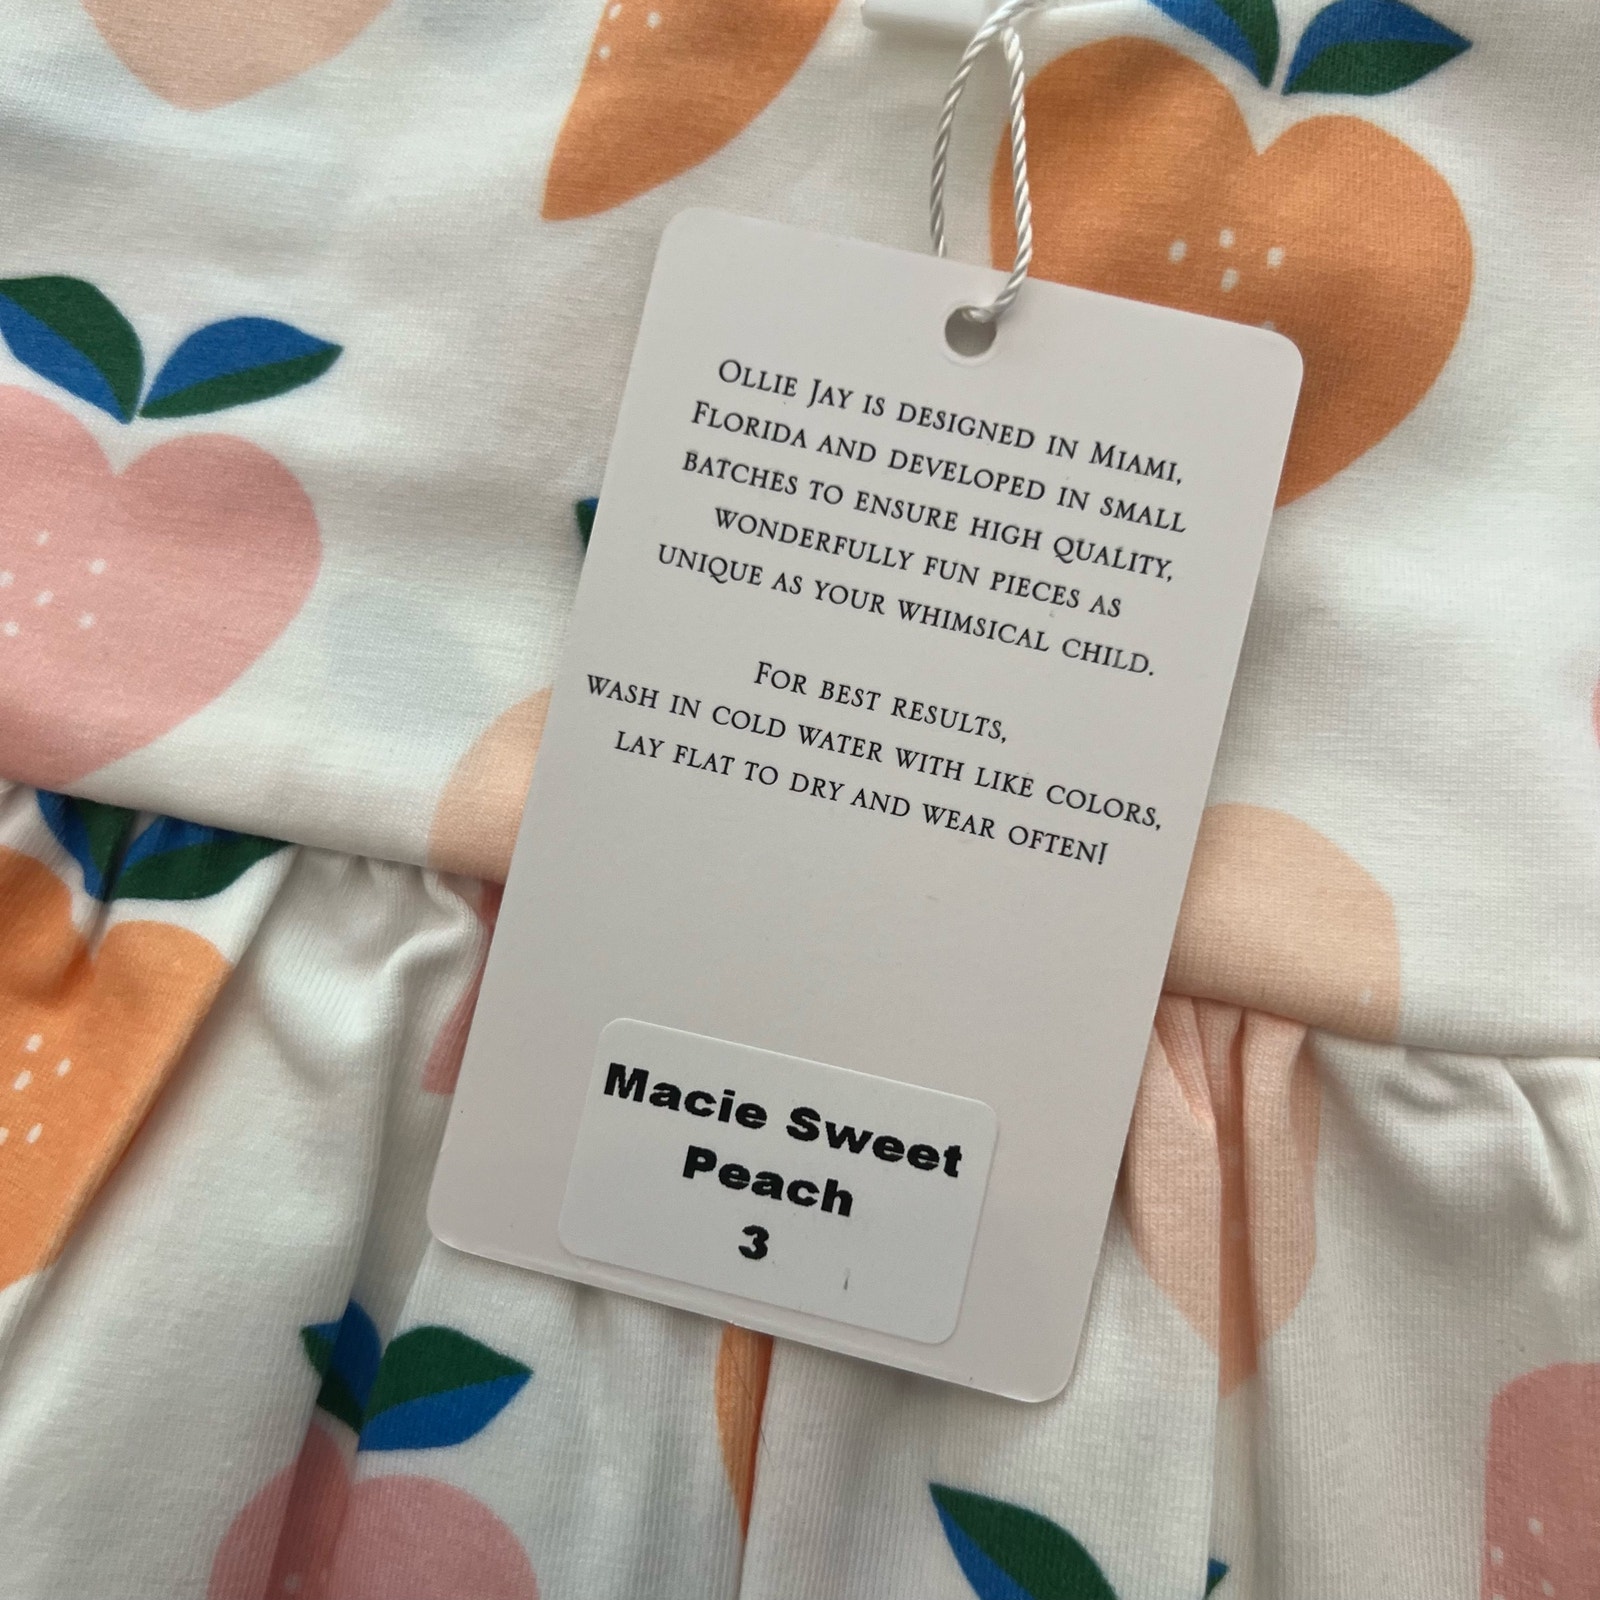 Ollie Jay is designed in Miami,
Florida and developed in small
batches to ensure high quality,
wonderfully fun pieces as
unique as your whimsical child.
For best results,
wash in cold water with like colors,
lay flat to dry and wear often!
Macie Sweet
Peach
3